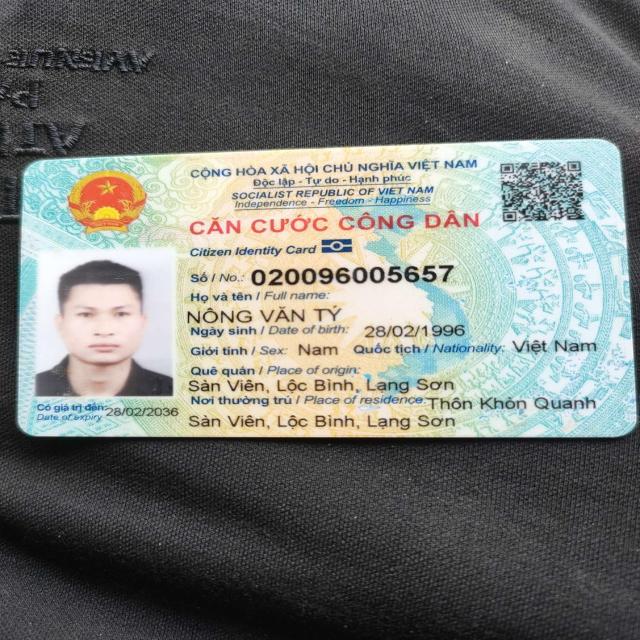 CỘNG HÒA XÃ HỘI CHỦ NGHĨA VIỆT NAM
Độc lập - Tự do - Hạnh phúc
SOCIALIST REPUBLIC OF VIET NAM
Independence - Freedom - Happiness
CĂN CƯỚC CÔNG DÂN
Citizen Identity Card
Số / No.: 020096005657
Họ và tên / Full name:
NÔNG VĂN TÝ
Ngày sinh / Date of birth: 28/02/1996
Giới tính / Sex: Nam Quốc tịch / Nationality: Việt Nam
Quê quán / Place of origin:
Sàn Viên, Lộc Bình, Lạng Sơn
Nơi thường trú / Place of residence: Thôn Khòn Quanh
Sàn Viên, Lộc Bình, Lạng Sơn
Có giá trị đến: 28/02/2036
Date of expiry